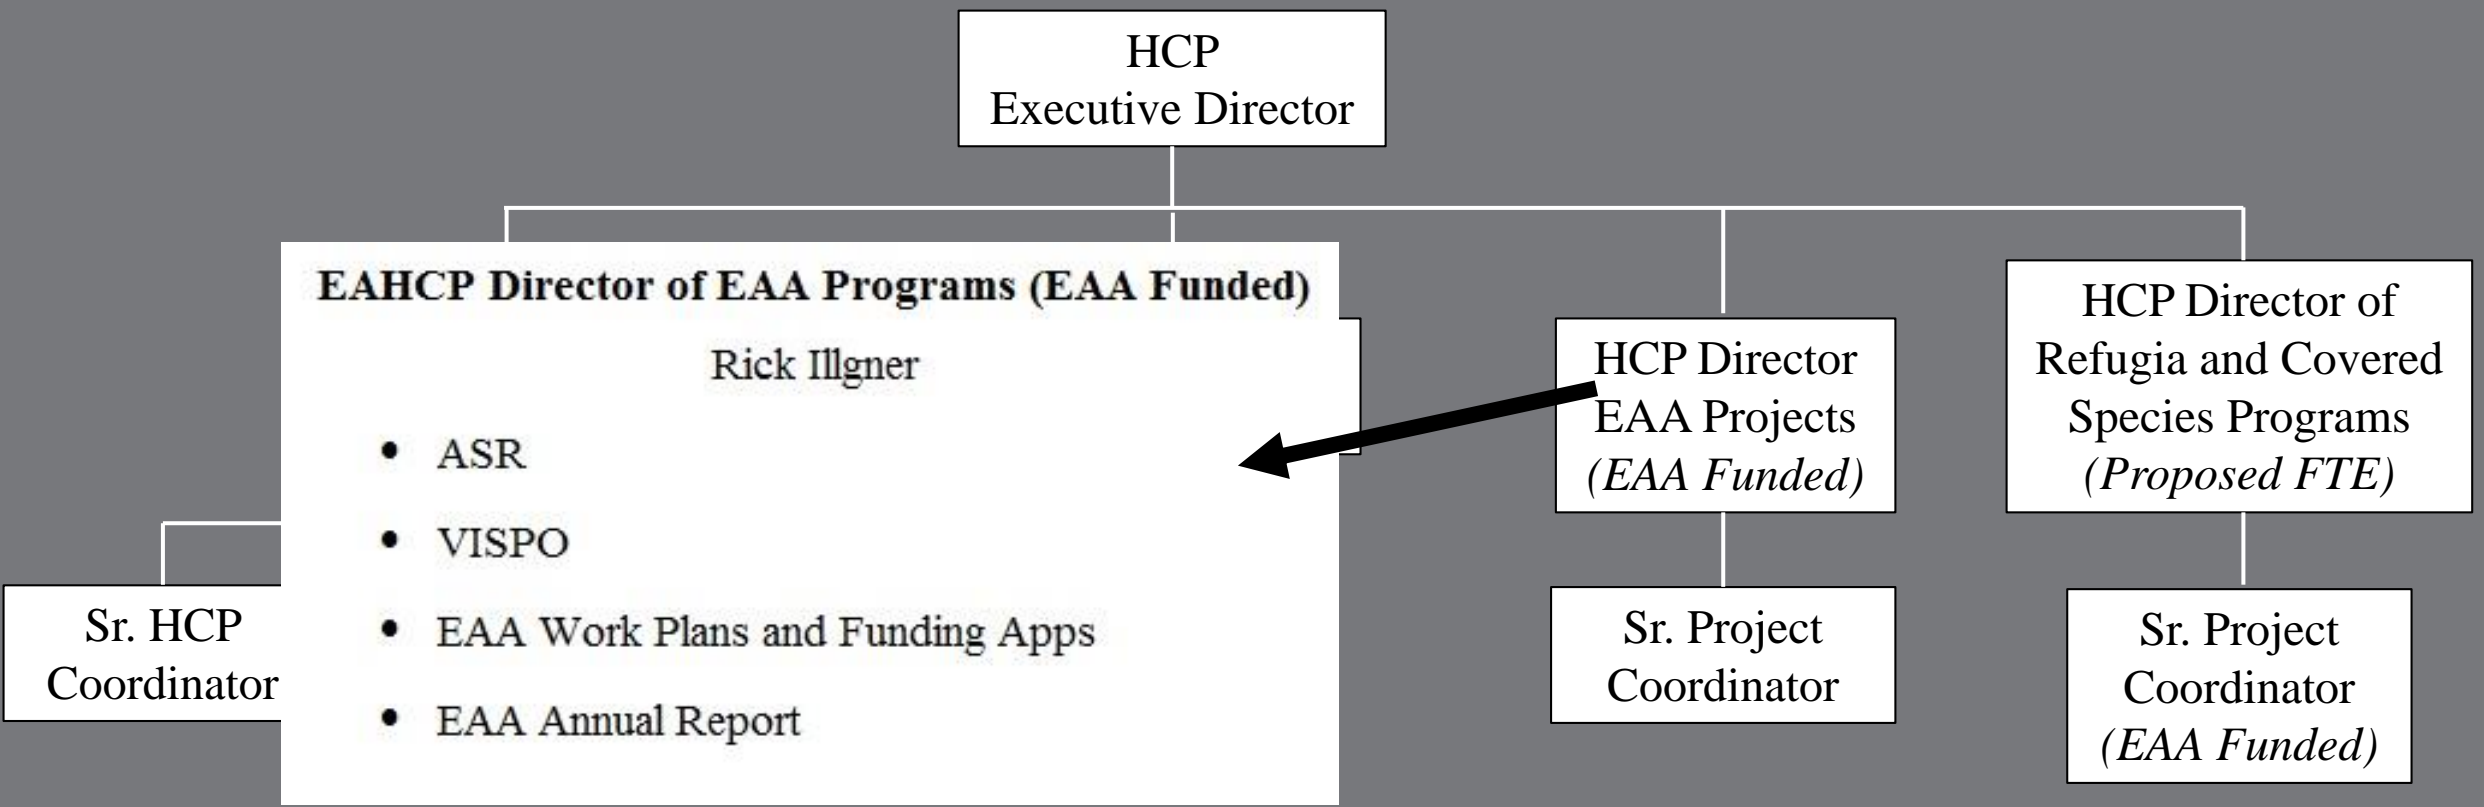 HCP
Executive Director
EAHCP Director of EAA Programs (EAA Funded)
Rick Illgner
• ASR
• VISPO
• EAA Work Plans and Funding Apps
• EAA Annual Report
HCP Director
EAA Projects
(EAA Funded)
HCP Director of
Refugia and Covered
Species Programs
(Proposed FTE)
Sr. HCP
Coordinator
Sr. Project
Coordinator
Sr. Project
Coordinator
(EAA Funded)